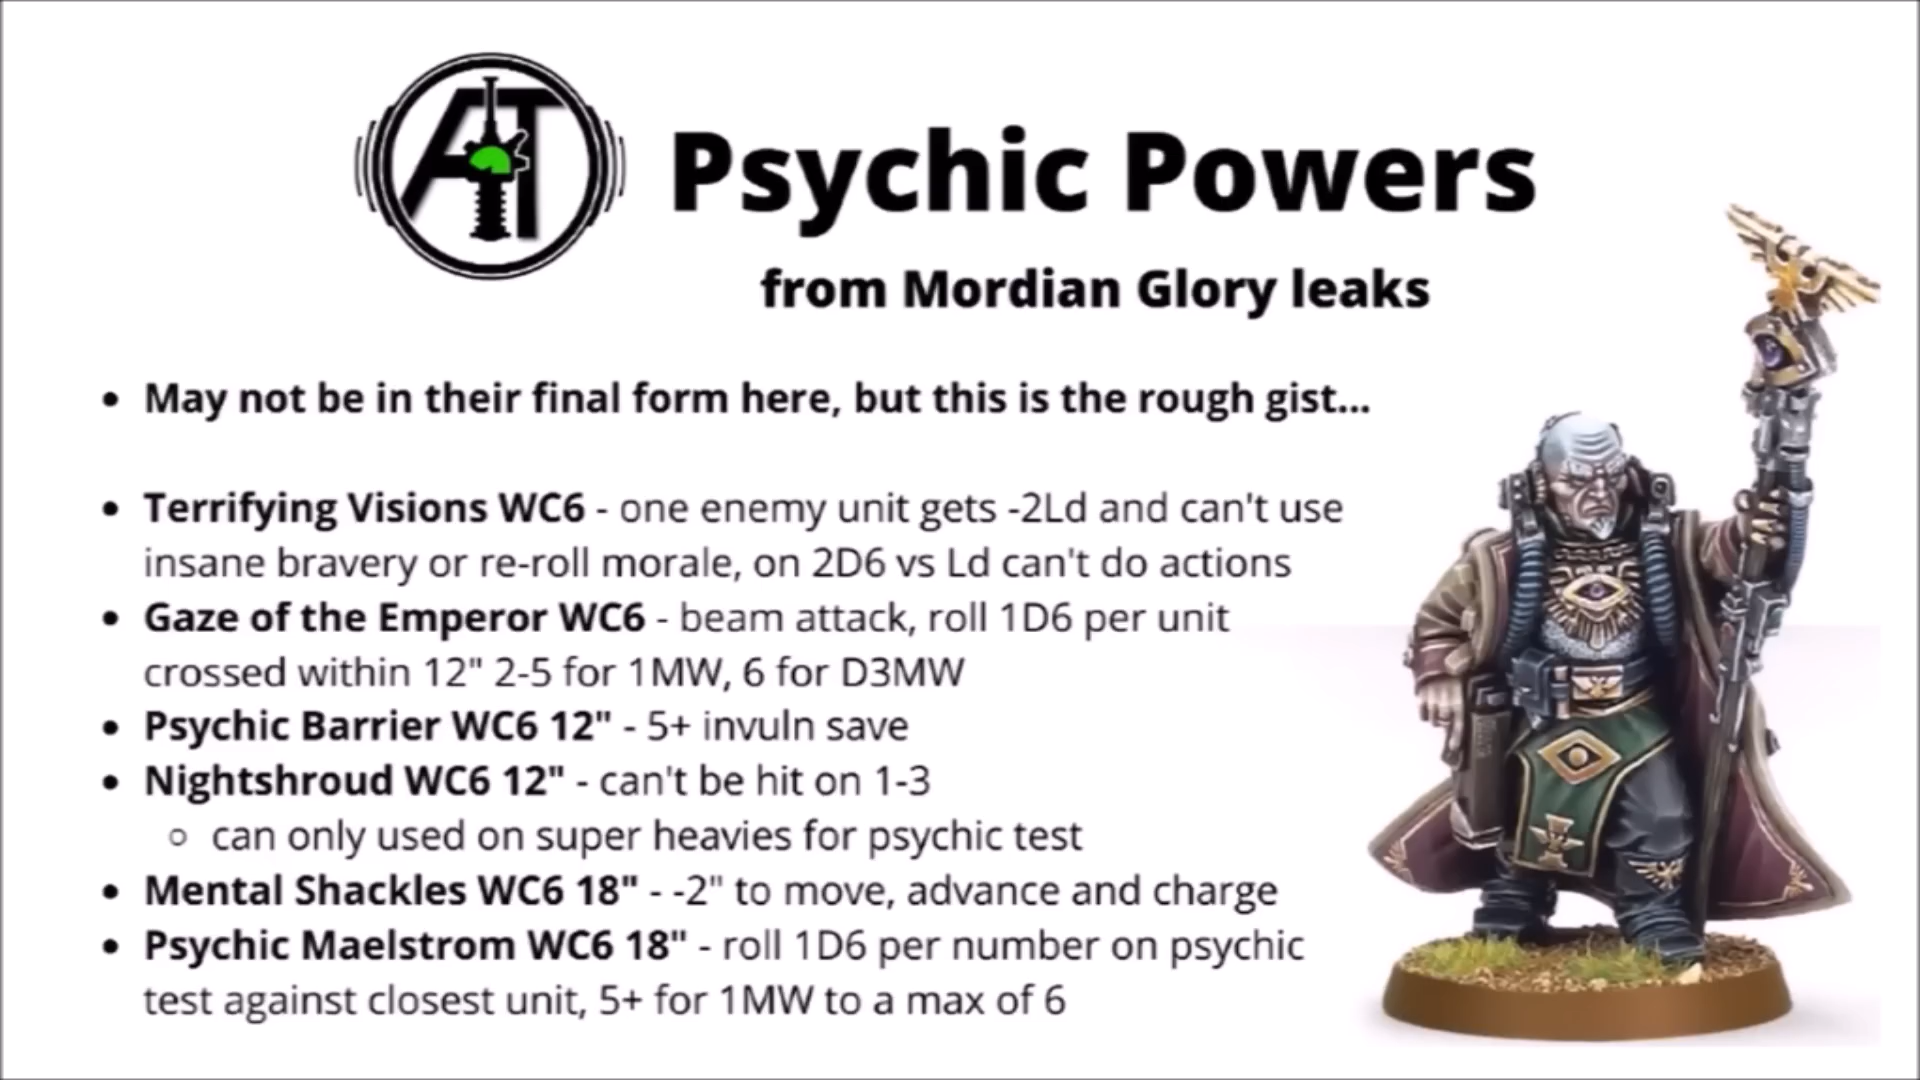 AT
Psychic Powers
from Mordian Glory leaks
• May not be in their final form here, but this is the rough gist...
• Terrifying Visions WC6 - one enemy unit gets -2Ld and can't use
insane bravery or re-roll morale, on 2D6 vs Ld can't do actions
• Gaze of the Emperor WC6 - beam attack, roll 1D6 per unit
crossed within 12" 2-5 for 1MW, 6 for D3MW
• Psychic Barrier WC6 12" - 5+ invuln save
• Nightshroud WC6 12" - can't be hit on 1-3
○ can only used on super heavies for psychic test
• Mental Shackles WC6 18" - -2" to move, advance and charge
• Psychic Maelstrom WC6 18" - roll 1D6 per number on psychic
test against closest unit, 5+ for 1MW to a max of 6